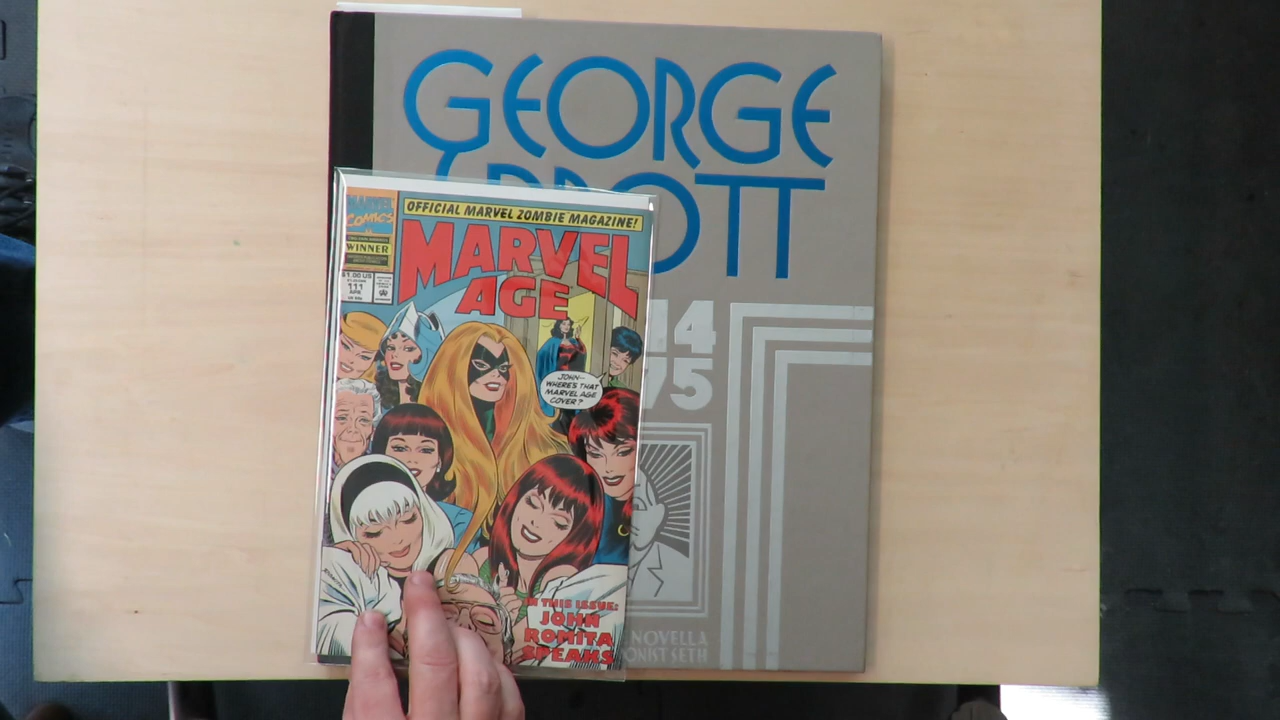 GEORGE
OTT
14
75
NOVELLA
ONIST SETH
MARVEL
COMICS
WINNER
$1.00 US
111
APR
OFFICIAL MARVEL ZOMBIE MAGAZINE!
MARVEL
AGE
JOHN--
WHERE'S THAT
MARVEL AGE
COVER?
IN THIS ISSUE:
JOHN
ROMITA
SPEAKS